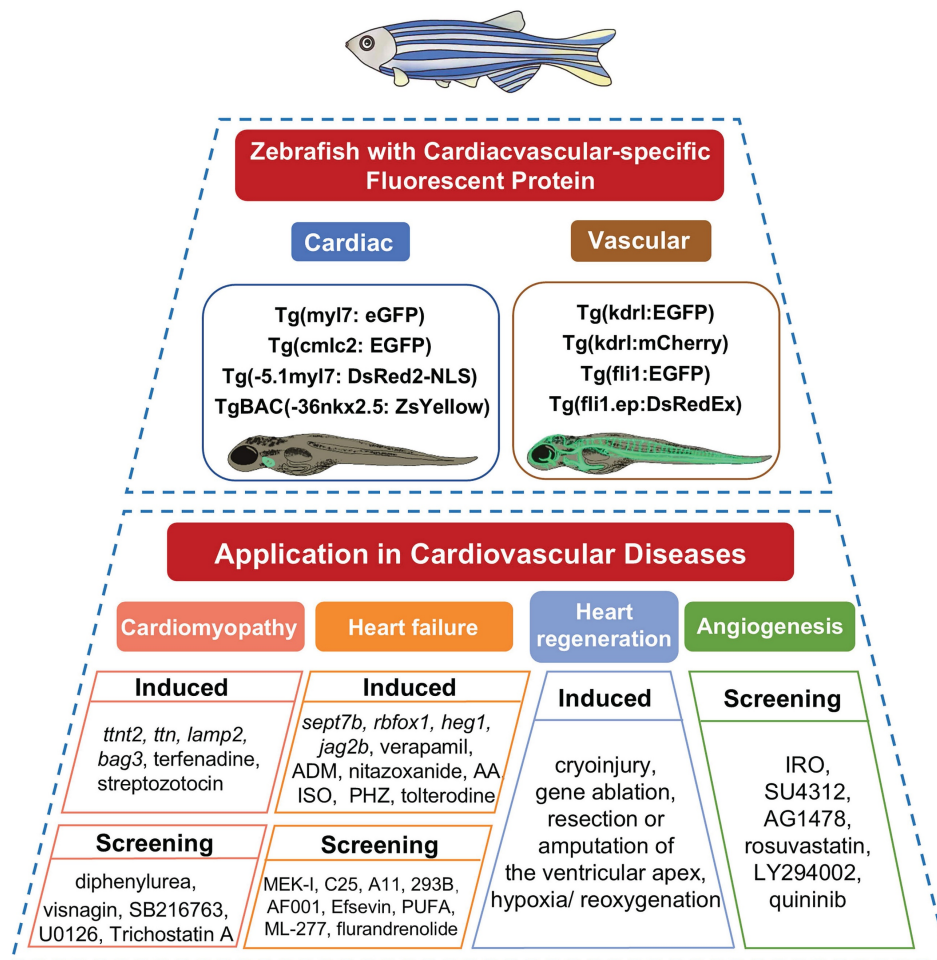 Zebrafish with Cardiacvascular-specific
Fluorescent Protein
Cardiac
Tg(myl7: eGFP)
Tg(cmlc2: EGFP)
Tg(-5.1myl7: DsRed2-NLS)
TgBAC(-36nkx2.5: ZsYellow)
Vascular
Tg(kdrl:EGFP)
Tg(kdrl:mCherry)
Tg(fli1:EGFP)
Tg(fli1.ep:DsRedEx)
Application in Cardiovascular Diseases
Cardiomyopathy
Induced
ttnt2, ttn, lamp2,
bag3, terfenadine,
streptozotocin
Screening
diphenylurea,
visnagin, SB216763,
U0126, Trichostatin A
Heart failure
Induced
sept7b, rbfox1, heg1,
jag2b, verapamil,
ADM, nitazoxanide, AA
ISO, PHZ, tolterodine
Screening
MEK-I, C25, A11, 293B,
AF001, Efsevin, PUFA,
ML-277, flurandrenolide
Heart
regeneration
Induced
cryoinjury,
gene ablation,
resection or
amputation of
the ventricular apex,
hypoxia/ reoxygenation
Angiogenesis
Screening
IRO,
SU4312,
AG1478,
rosuvastatin,
LY294002,
quininib